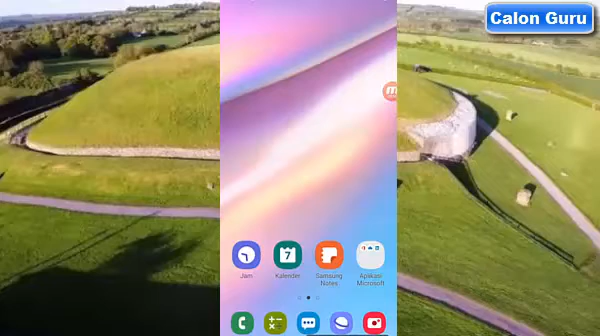 Calon Guru
7
Jam
Kalender
Samsung
Notes
Aplikasi
Microsoft